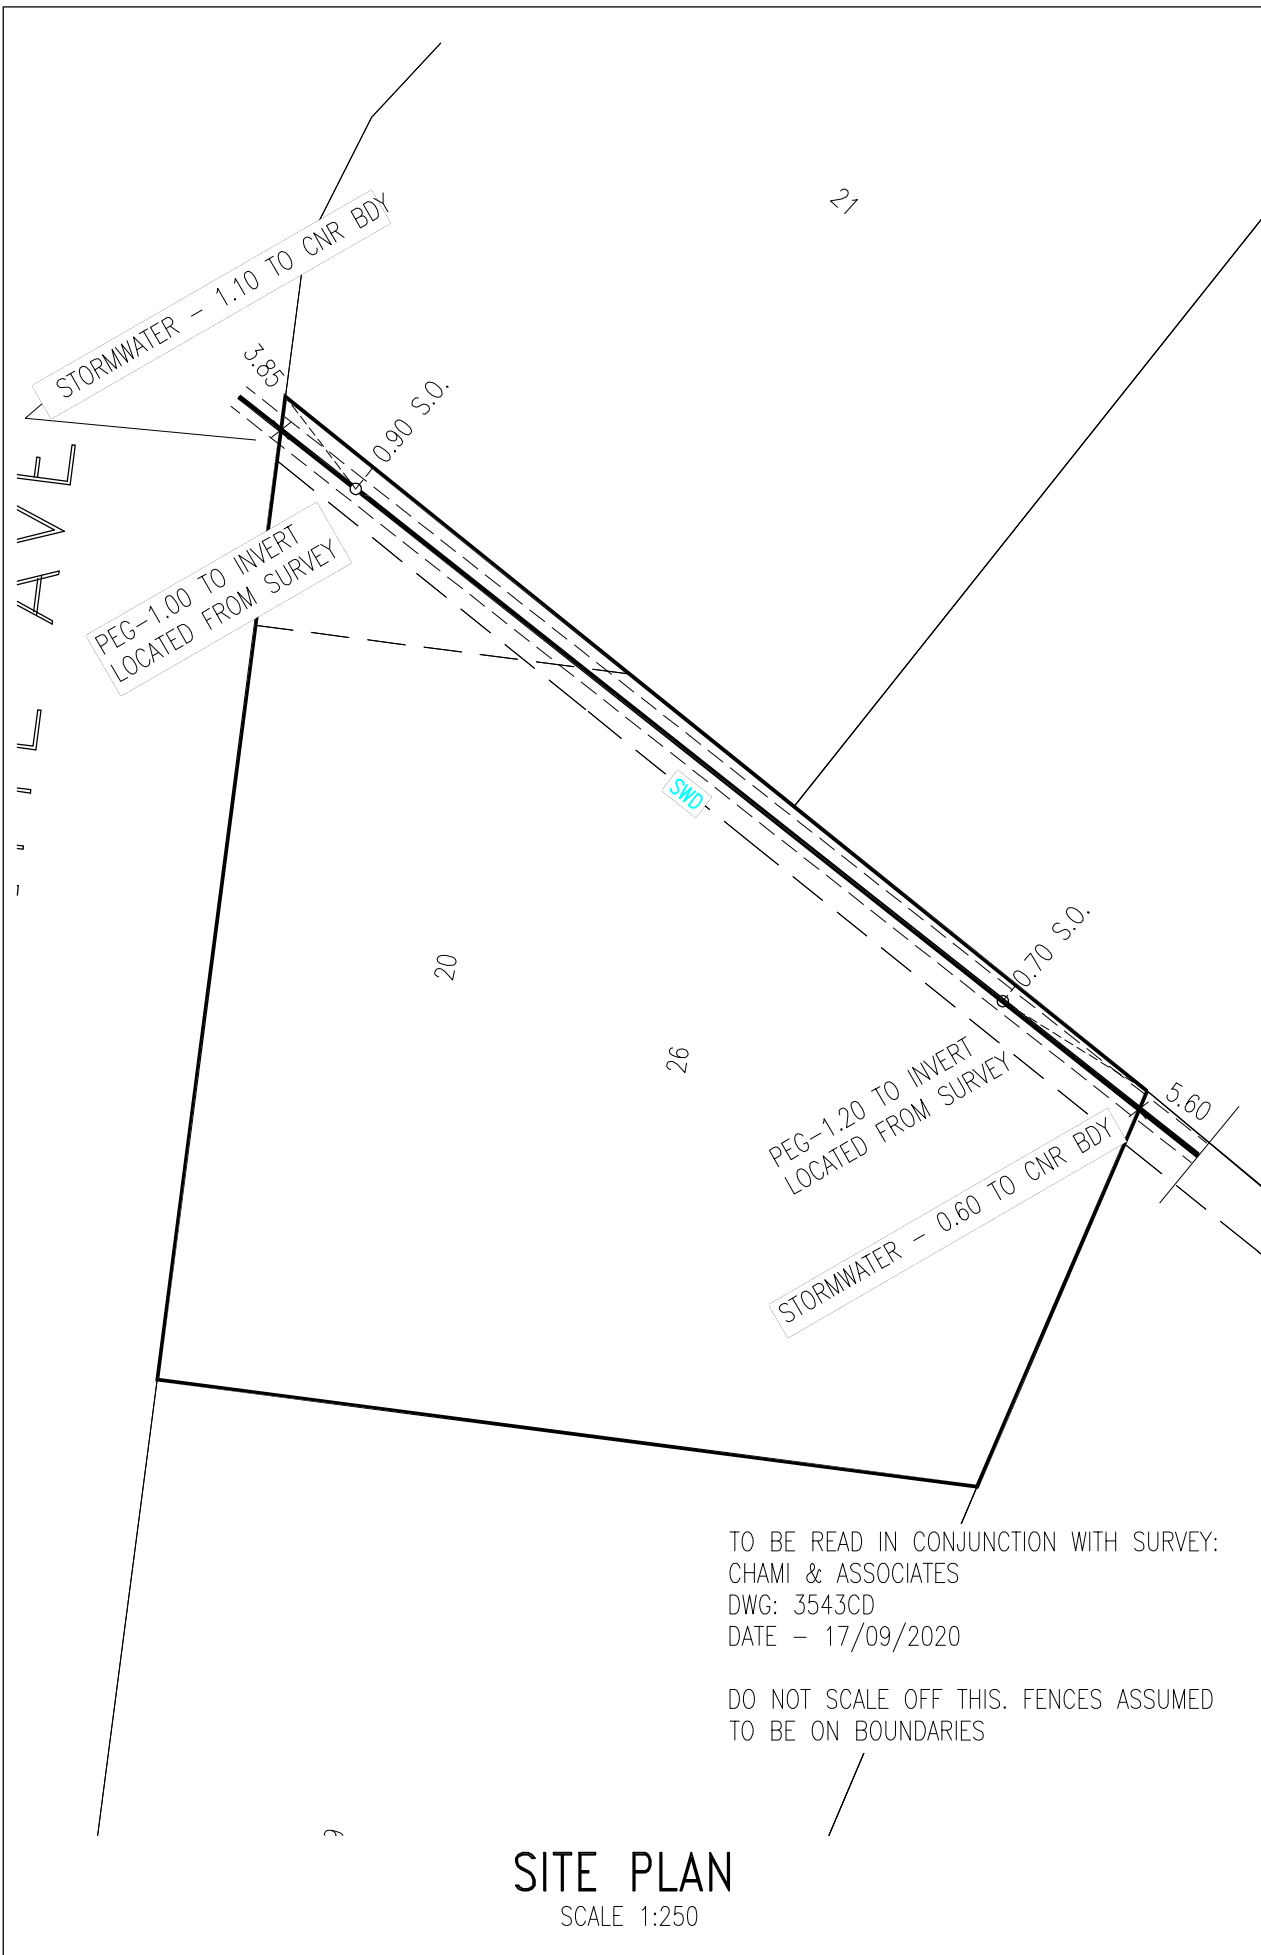 21
STORMWATER - 1.10 TO CNR BDY
3.85
0.90 S.O.
AVE
PEG-1.00 TO INVERT
LOCATED FROM SURVEY
SWD
20
26
0.70 S.O.
PEG-1.20 TO INVERT
LOCATED FROM SURVEY
5.60
STORMWATER - 0.60 TO CNR BDY
TO BE READ IN CONJUNCTION WITH SURVEY:
CHAMI & ASSOCIATES
DWG: 3543CD
DATE - 17/09/2020
DO NOT SCALE OFF THIS. FENCES ASSUMED
TO BE ON BOUNDARIES
SITE PLAN
SCALE 1:250